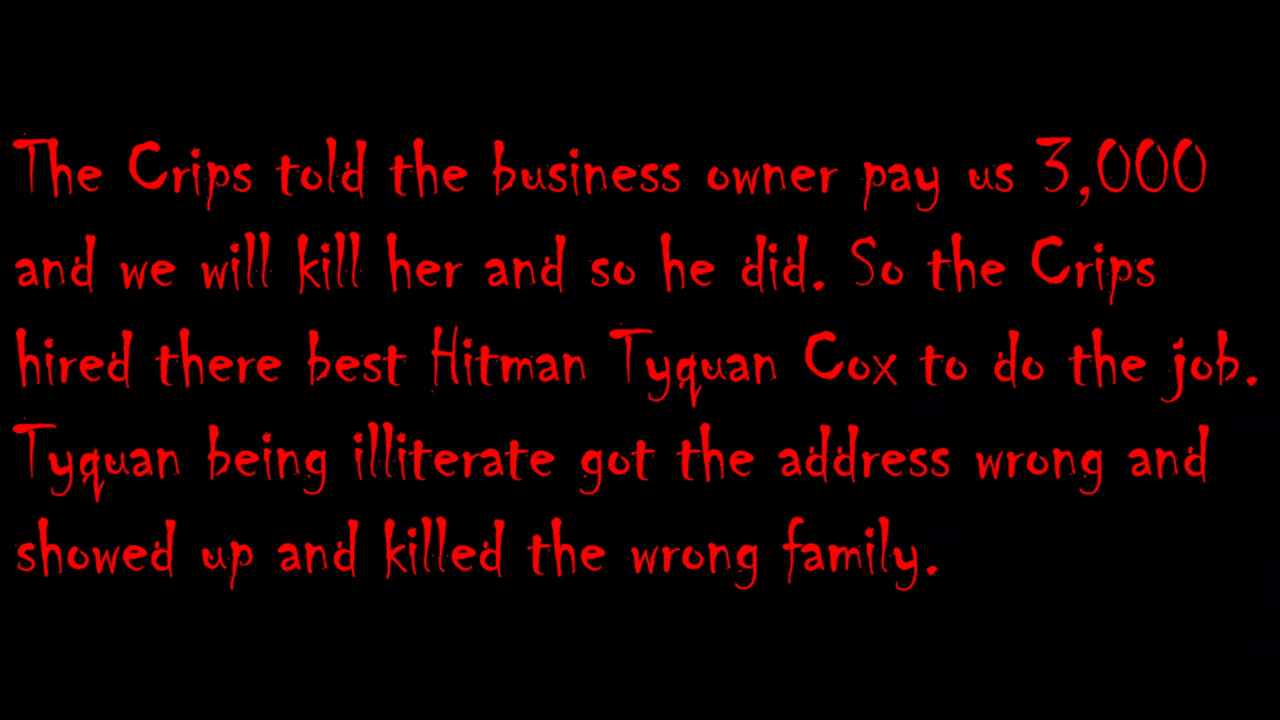 The Crips told the business owner pay us 3,000
and we will kill her and so he did. So the Crips
hired there best Hitman Tyquan Cox to do the job.
Tyquan being illiterate got the address wrong and
showed up and killed the wrong family.